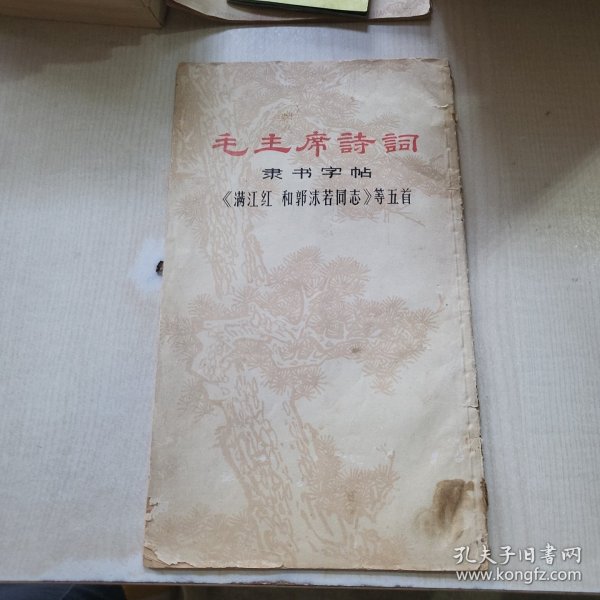 毛主席詩詞
隶书字帖
《满江红 和郭沫若同志》等五首
孔夫子旧书网
www.kongfz.com